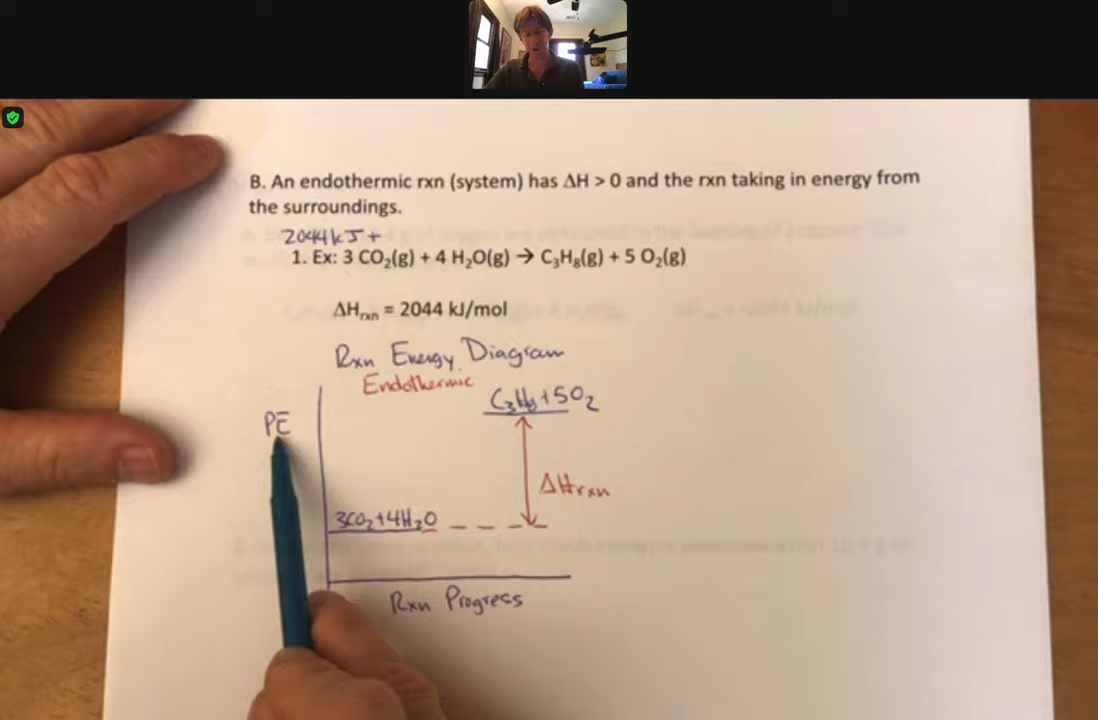 B. An endothermic rxn (system) has ΔH > 0 and the rxn taking in energy from
the surroundings.
2044 kJ +
1. Ex: 3 CO₂(g) + 4 H₂O(g) → C₃H₈(g) + 5 O₂(g)
ΔHᵣₓₙ = 2044 kJ/mol
Rxn Energy Diagram
Endothermic
C₃H₈ + 5O₂
PE
ΔHrxn
3CO₂ + 4H₂O
Rxn Progress